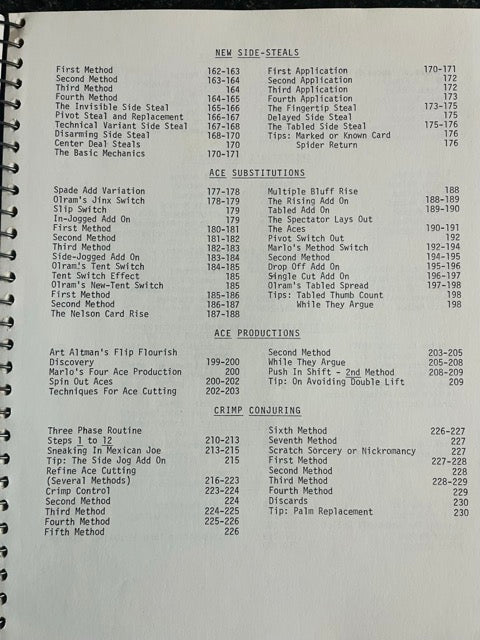 NEW SIDE-STEALS
First Method 162-163
Second Method 163-164
Third Method 164
Fourth Method 164-165
The Invisible Side Steal 165-166
Pivot Steal and Replacement 166-167
Technical Variant Side Steal 167-168
Disarming Side Steal 168-170
Center Deal Steals 170
The Basic Mechanics 170-171
First Application 170-171
Second Application 172
Third Application 172
Fourth Application 173
The Fingertip Steal 173-175
Delayed Side Steal 175
The Tabled Side Steal 175-176
Tips: Marked or Known Card 176
Spider Return 176
ACE SUBSTITUTIONS
Spade Add Variation 177-178
Olram's Jinx Switch 178-179
Slip Switch 179
In-Jogged Add On 179
First Method 180-181
Second Method 181-182
Third Method 182-183
Side-Jogged Add On 183-184
Olram's Tent Switch 184-185
Tent Switch Effect 185
Olram's New-Tent Switch 185
First Method 185-186
Second Method 186-187
The Nelson Card Rise 187-188
Multiple Bluff Rise 188
The Rising Add On 188-189
Tabled Add On 189-190
The Spectator Lays Out
The Aces 190-191
Pivot Switch Out 192
Marlo's Method Switch 192-194
Second Method 194-195
Drop Off Add On 195-196
Single Cut Add On 196-197
Olram's Tabled Spread 197-198
Tips: Tabled Thumb Count 198
While They Argue 198
ACE PRODUCTIONS
Art Altman's Flip Flourish
Discovery 199-200
Marlo's Four Ace Production 200
Spin Out Aces 200-202
Techniques For Ace Cutting 202-203
Second Method 203-205
While They Argue 205-208
Push In Shift - 2nd Method 208-209
Tip: On Avoiding Double Lift 209
CRIMP CONJURING
Three Phase Routine
Steps 1 to 12 210-213
Sneaking In Mexican Joe 213-215
Tip: The Side Jog Add On 215
Refine Ace Cutting
(Several Methods) 216-223
Crimp Control 223-224
Second Method 224
Third Method 224-225
Fourth Method 225-226
Fifth Method 226
Sixth Method 226-227
Seventh Method 227
Scratch Sorcery or Nickromancy 227
First Method 227-228
Second Method 228
Third Method 228-229
Fourth Method 229
Discards 230
Tip: Palm Replacement 230